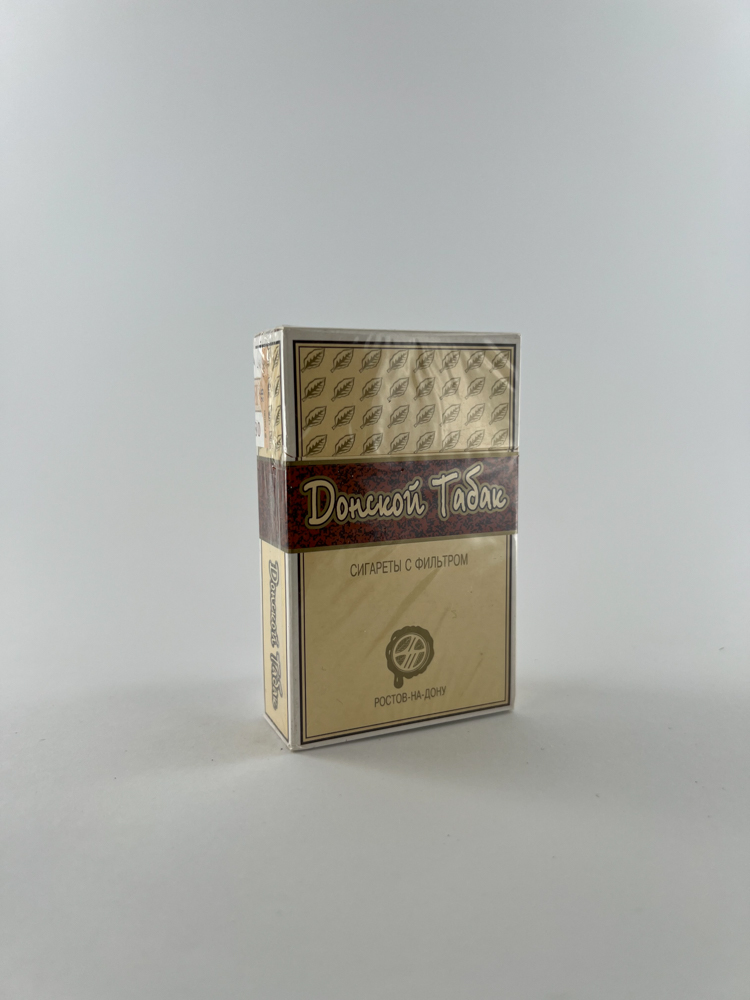 Донской Табак
СИГАРЕТЫ С ФИЛЬТРОМ
РОСТОВ-НА-ДОНУ
Донской Табак